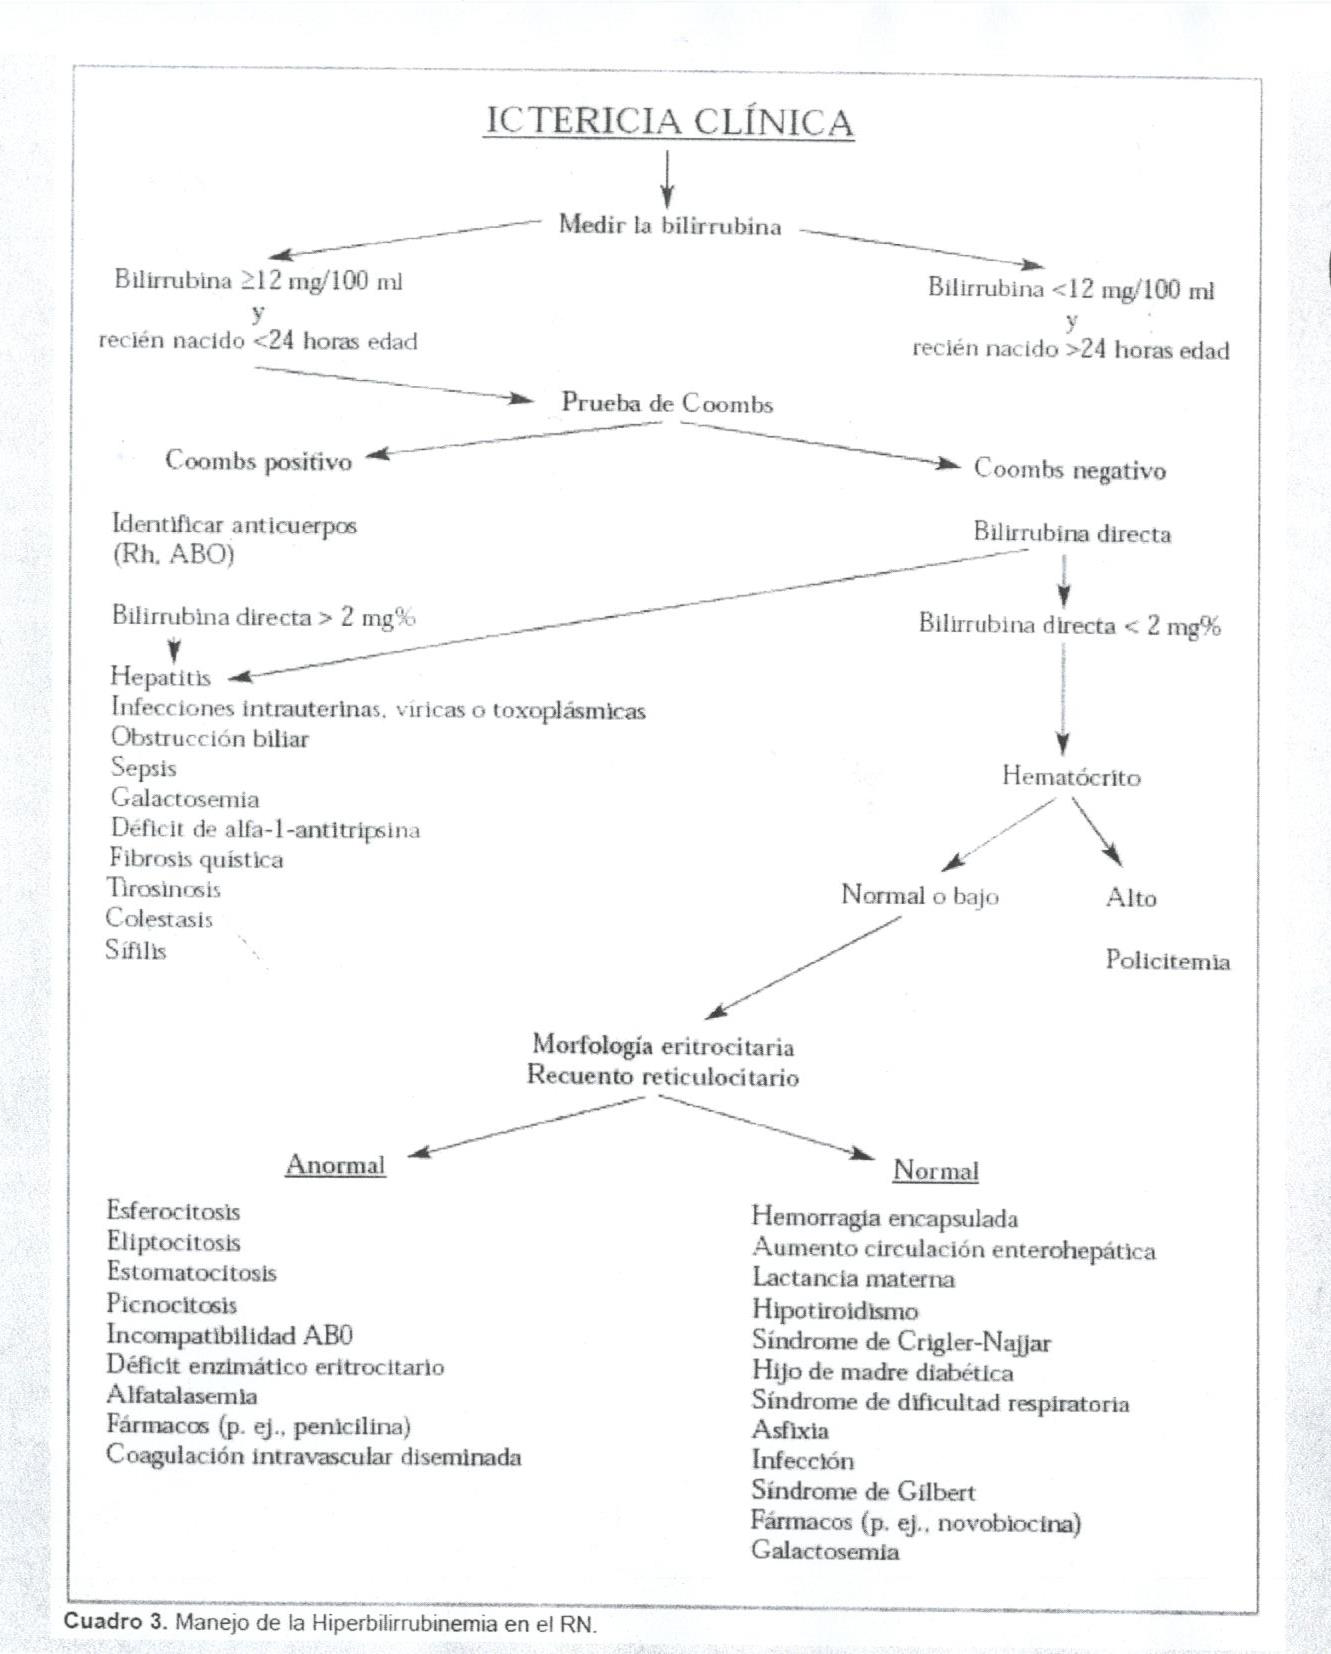 ICTERICIA CLÍNICA
Medir la bilirrubina
Bilirrubina ≥12 mg/100 ml
y
recién nacido <24 horas edad
Bilirrubina <12 mg/100 ml
y
recién nacido >24 horas edad
Prueba de Coombs
Coombs positivo
Coombs negativo
Identificar anticuerpos
(Rh, ABO)
Bilirrubina directa
Bilirrubina directa > 2 mg%
Bilirrubina directa < 2 mg%
Hepatitis
Infecciones intrauterinas, víricas o toxoplásmicas
Obstrucción biliar
Sepsis
Galactosemia
Déficit de alfa-1-antitripsina
Fibrosis quística
Tirosinosis
Colestasis
Sífilis
Hematócrito
Normal o bajo
Alto
Policitemia
Morfología eritrocitaria
Recuento reticulocitario
Anormal
Esferocitosis
Eliptocitosis
Estomatocitosis
Picnocitosis
Incompatibilidad AB0
Déficit enzimático eritrocitario
Alfatalasemia
Fármacos (p. ej., penicilina)
Coagulación intravascular diseminada
Normal
Hemorragia encapsulada
Aumento circulación enterohepática
Lactancia materna
Hipotiroidismo
Síndrome de Crigler-Najjar
Hijo de madre diabética
Síndrome de dificultad respiratoria
Asfixia
Infección
Síndrome de Gilbert
Fármacos (p. ej., novobiocina)
Galactosemia
Cuadro 3. Manejo de la Hiperbilirrubinemia en el RN.